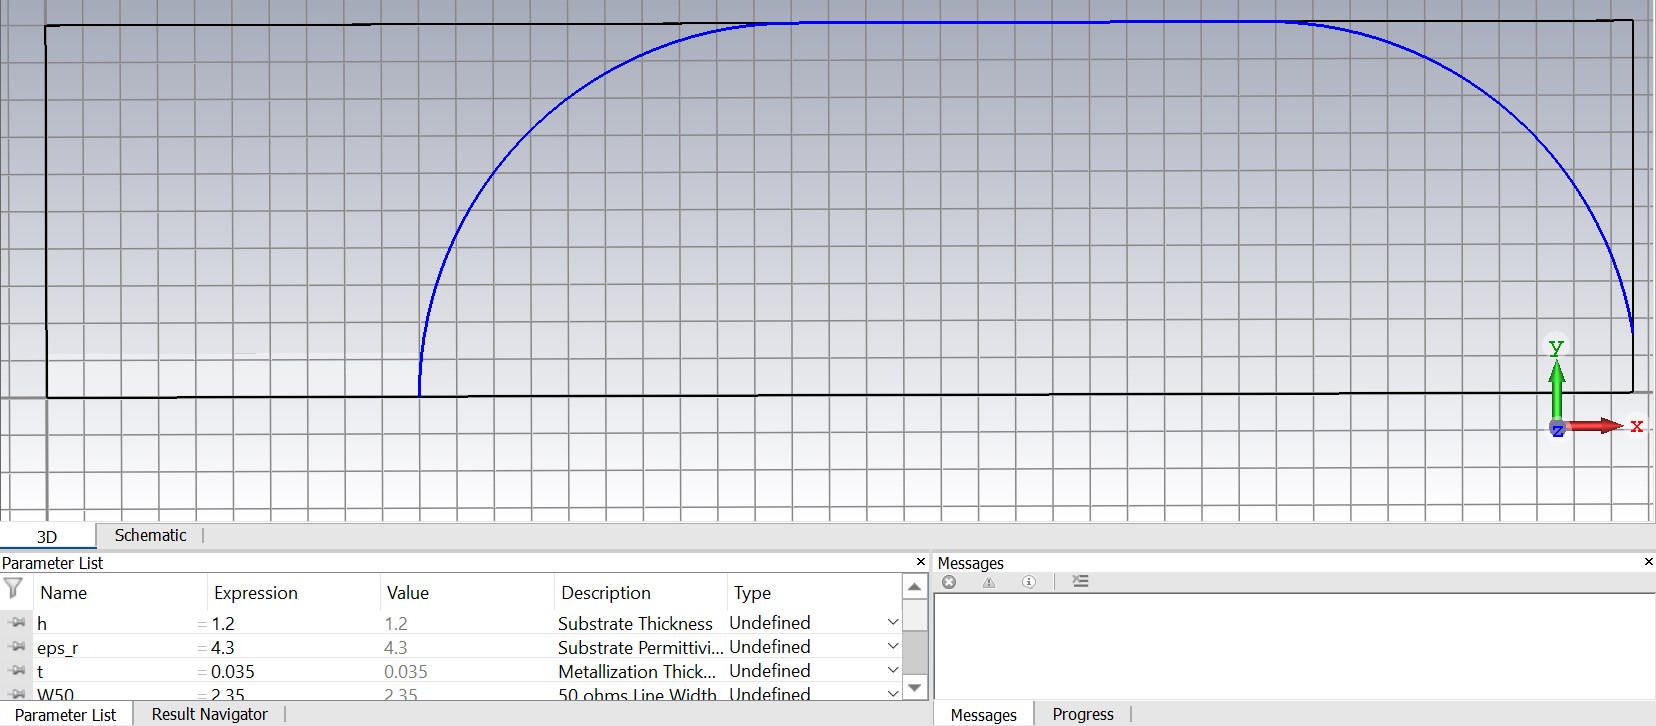 y
z
x
3D Schematic
Parameter List
Name Expression Value Description Type
h = 1.2 1.2 Substrate Thickness Undefined
eps_r = 4.3 4.3 Substrate Permittivi... Undefined
t = 0.035 0.035 Metallization Thick... Undefined
W50 = 2.35 2.35 50 ohms Line Width Undefined
Parameter List Result Navigator
Messages
Messages Progress